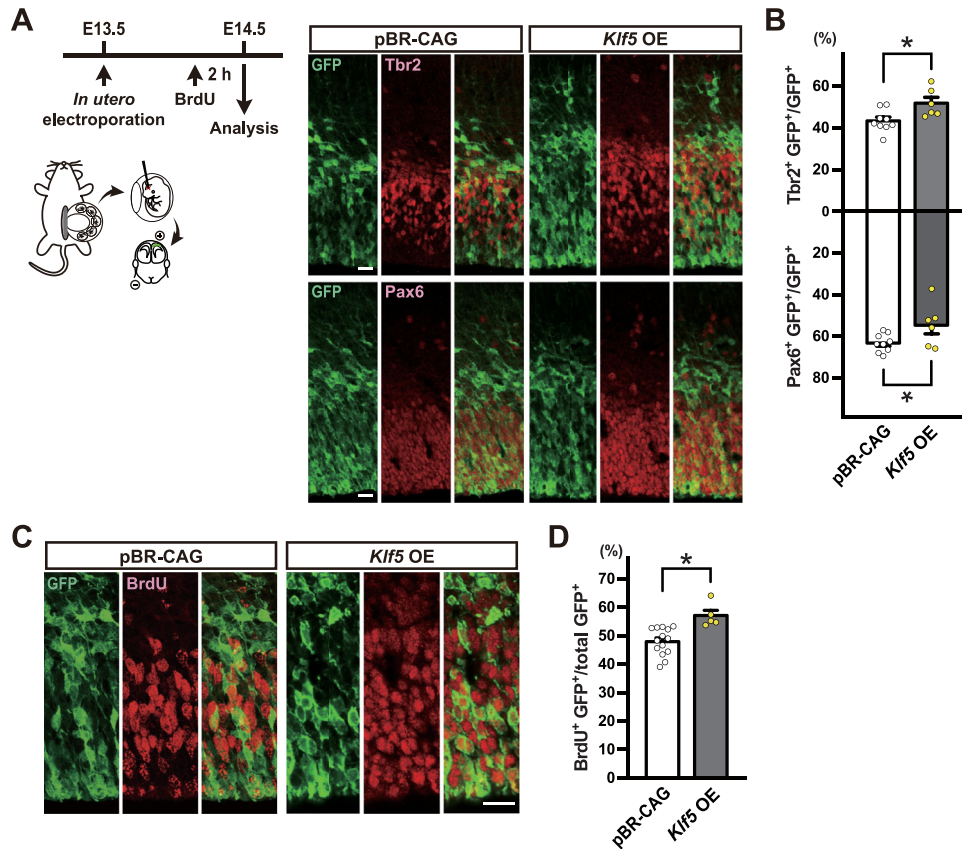 A
E13.5
E14.5
2 h
In utero
electroporation
BrdU
Analysis
+
−
pBR-CAG
Klf5 OE
GFP
Tbr2
GFP
Pax6
B
(%)
*
60
40
20
0
20
40
60
80
Tbr2⁺ GFP⁺/GFP⁺
Pax6⁺ GFP⁺/GFP⁺
*
pBR-CAG
Klf5 OE
C
pBR-CAG
Klf5 OE
GFP
BrdU
D
(%)
*
70
60
50
40
30
20
10
0
BrdU⁺ GFP⁺/total GFP⁺
pBR-CAG
Klf5 OE